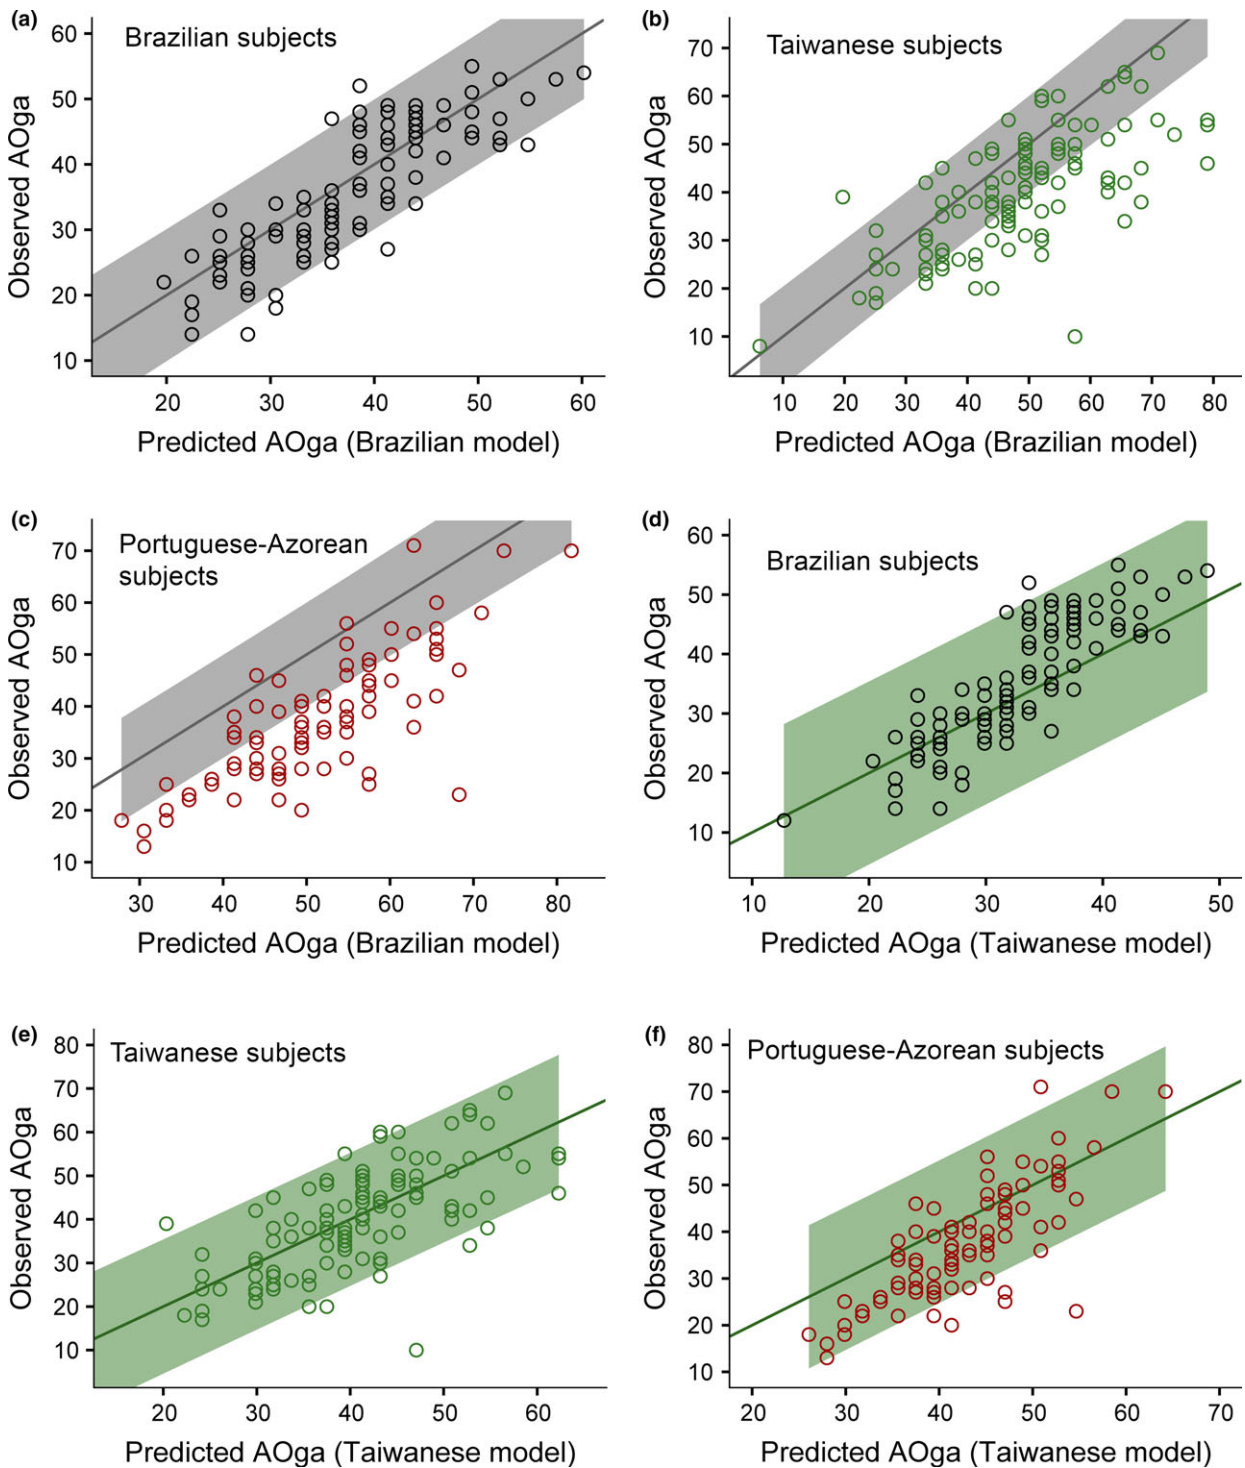 (a)
Brazilian subjects
60
50
40
30
20
10
Observed AOga
20 30 40 50 60
Predicted AOga (Brazilian model)
(b)
Taiwanese subjects
70
60
50
40
30
20
10
Observed AOga
10 20 30 40 50 60 70 80
Predicted AOga (Brazilian model)
(c)
Portuguese-Azorean
subjects
70
60
50
40
30
20
10
Observed AOga
30 40 50 60 70 80
Predicted AOga (Brazilian model)
(d)
Brazilian subjects
60
50
40
30
20
10
Observed AOga
10 20 30 40 50
Predicted AOga (Taiwanese model)
(e)
Taiwanese subjects
80
70
60
50
40
30
20
10
Observed AOga
20 30 40 50 60
Predicted AOga (Taiwanese model)
(f)
Portuguese-Azorean subjects
80
70
60
50
40
30
20
10
Observed AOga
20 30 40 50 60 70
Predicted AOga (Taiwanese model)